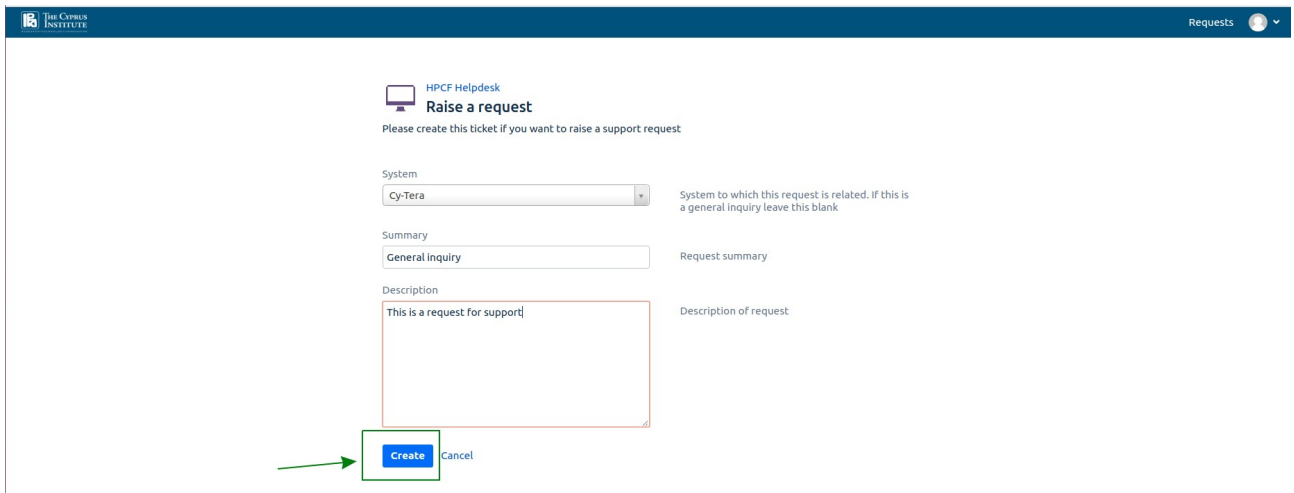 THE CYPRUS
INSTITUTE
Requests
HPCF Helpdesk
Raise a request
Please create this ticket if you want to raise a support request
System
Cy-Tera
System to which this request is related. If this is
a general inquiry leave this blank
Summary
General inquiry
Request summary
Description
This is a request for support
Description of request
Create
Cancel